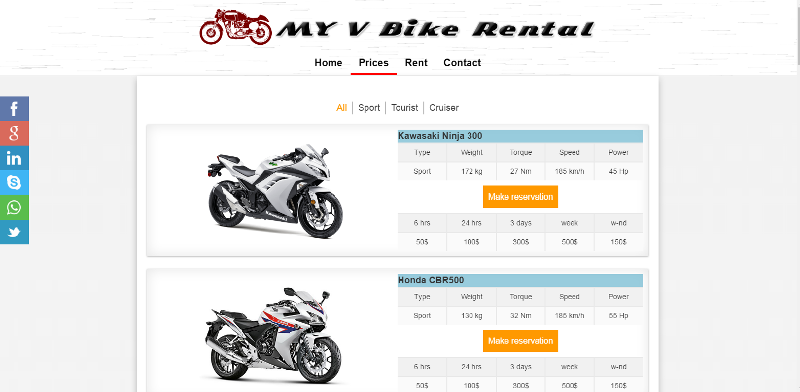 MY V Bike Rental
Home Prices Rent Contact
All Sport Tourist Cruiser
Kawasaki Ninja 300
Type Weight Torque Speed Power
Sport 172 kg 27 Nm 185 km/h 45 Hp
Make reservation
6 hrs 24 hrs 3 days week w-nd
50$ 100$ 300$ 500$ 150$
Honda CBR500
Type Weight Torque Speed Power
Sport 130 kg 32 Nm 185 km/h 55 Hp
Make reservation
6 hrs 24 hrs 3 days week w-nd
50$ 100$ 300$ 500$ 150$